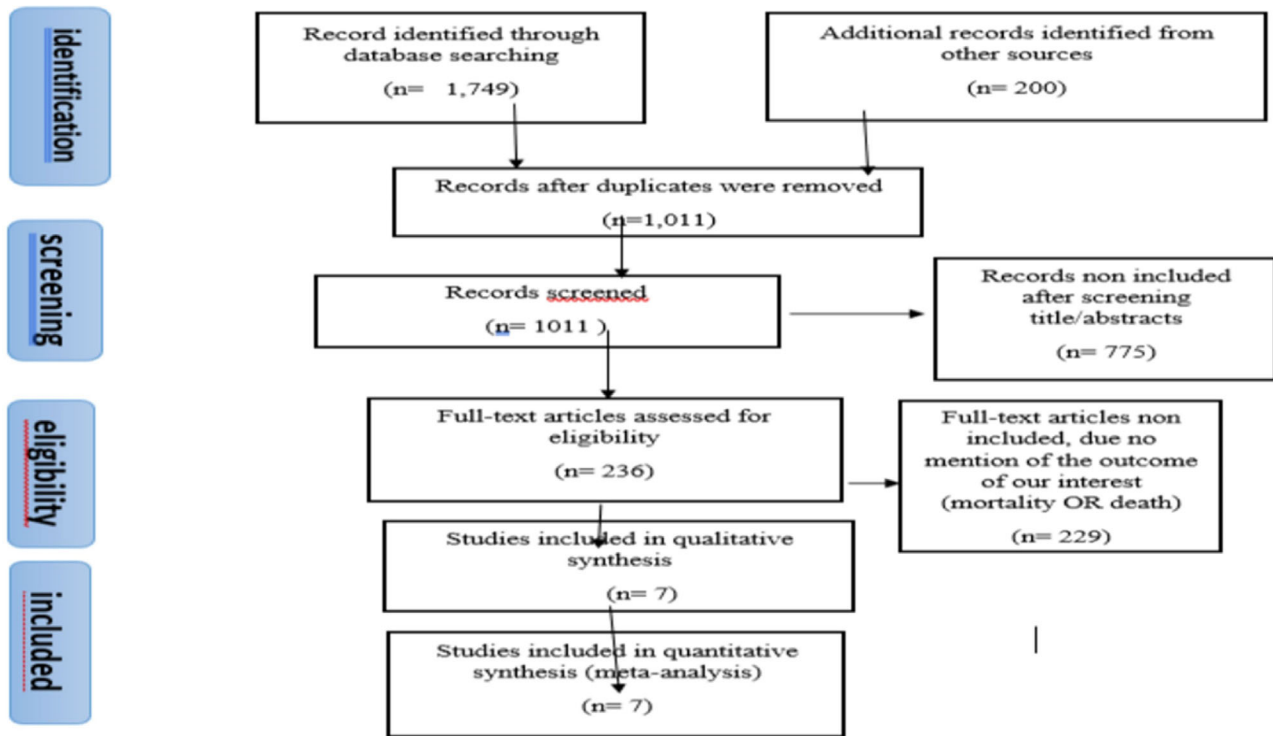 identification
Record identified through
database searching
(n= 1,749)
Additional records identified from
other sources
(n= 200)
Records after duplicates were removed
(n=1,011)
screening
Records screened
(n= 1011 )
Records non included
after screening
title/abstracts
(n= 775)
eligibility
Full-text articles assessed for
eligibility
(n= 236)
Full-text articles non
included, due no
mention of the outcome
of our interest
(mortality OR death)
(n= 229)
included
Studies included in qualitative
synthesis
(n= 7)
Studies included in quantitative
synthesis (meta-analysis)
(n= 7)